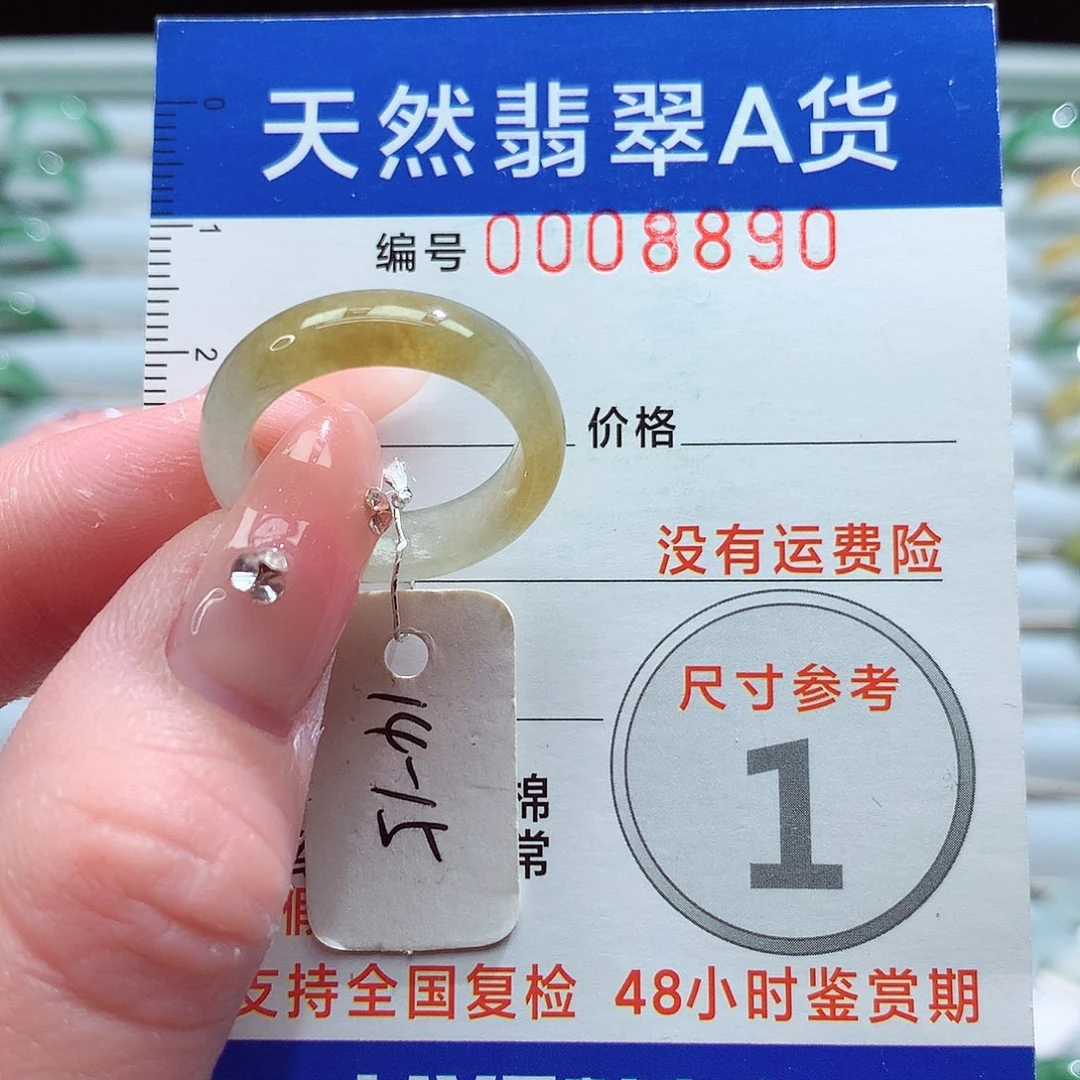 天然翡翠A货
编号 0008890
0
1
2
价格
没有运费险
尺寸参考
1
14-15
棉
常
假
支持全国复检 48小时鉴赏期